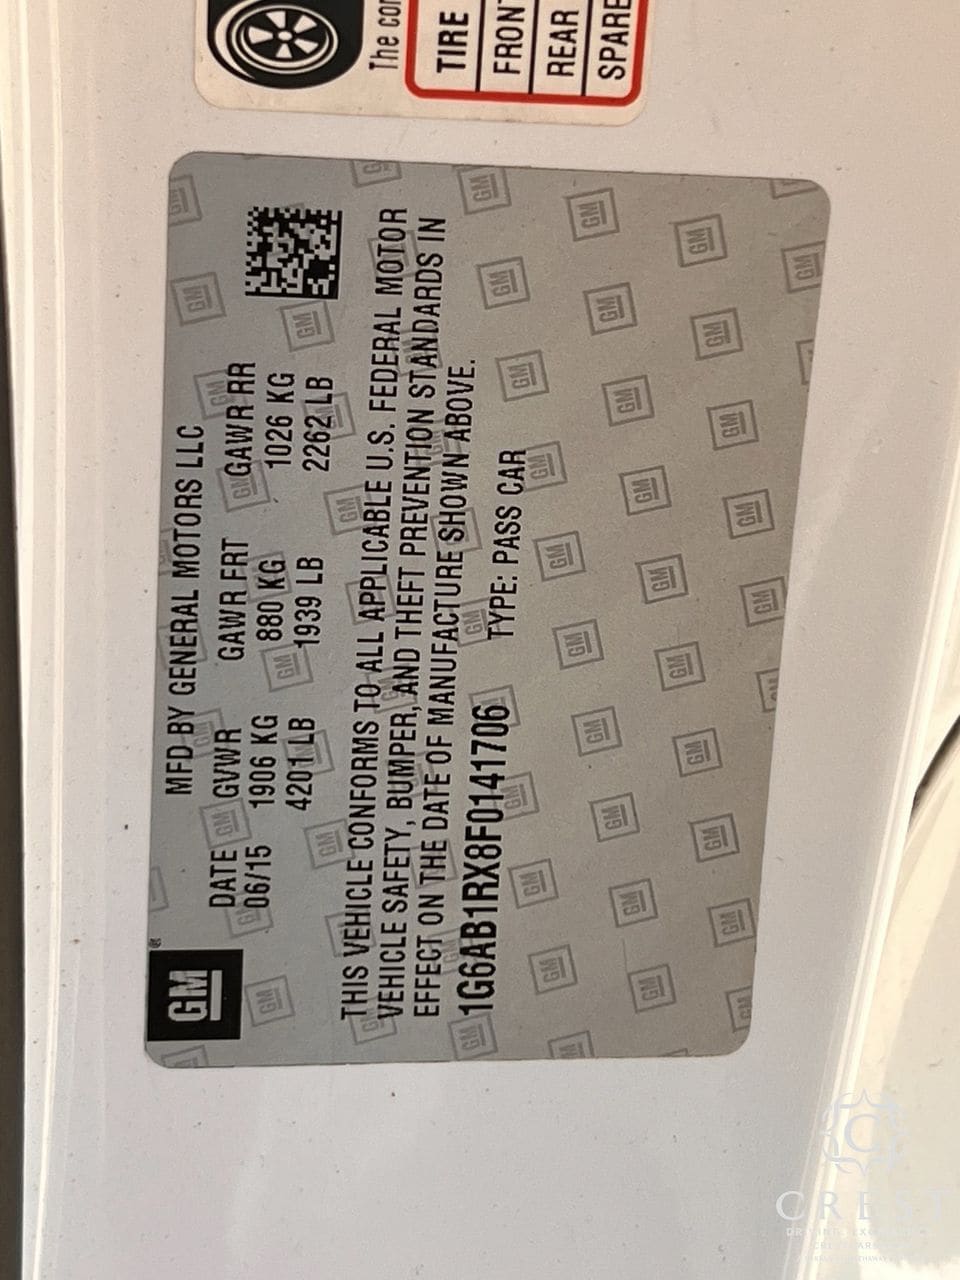 The con
TIRE
FRONT
REAR
SPARE
GM
MFD BY GENERAL MOTORS LLC
DATE GVWR GAWR FRT GAWR RR
06/15 1906 KG 880 KG 1026 KG
4201 LB 1939 LB 2262 LB
THIS VEHICLE CONFORMS TO ALL APPLICABLE U.S. FEDERAL MOTOR
VEHICLE SAFETY, BUMPER, AND THEFT PREVENTION STANDARDS IN
EFFECT ON THE DATE OF MANUFACTURE SHOWN ABOVE.
1G6AB1RX8F0141706 TYPE: PASS CAR
C
CREST